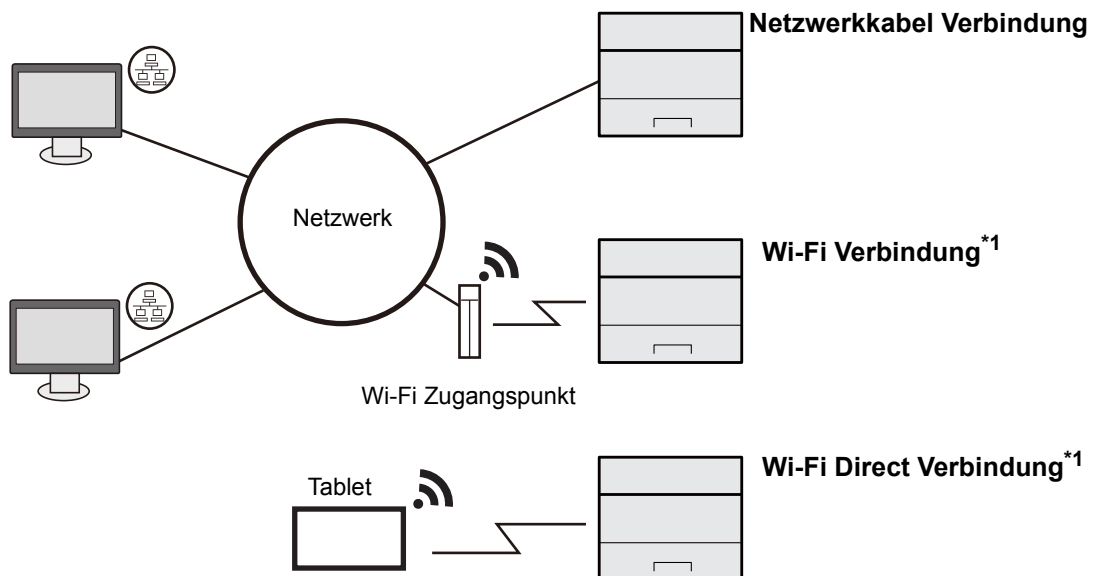 Netzwerkkabel Verbindung
Netzwerk
Wi-Fi Verbindung*1
Wi-Fi Zugangspunkt
Wi-Fi Direct Verbindung*1
Tablet